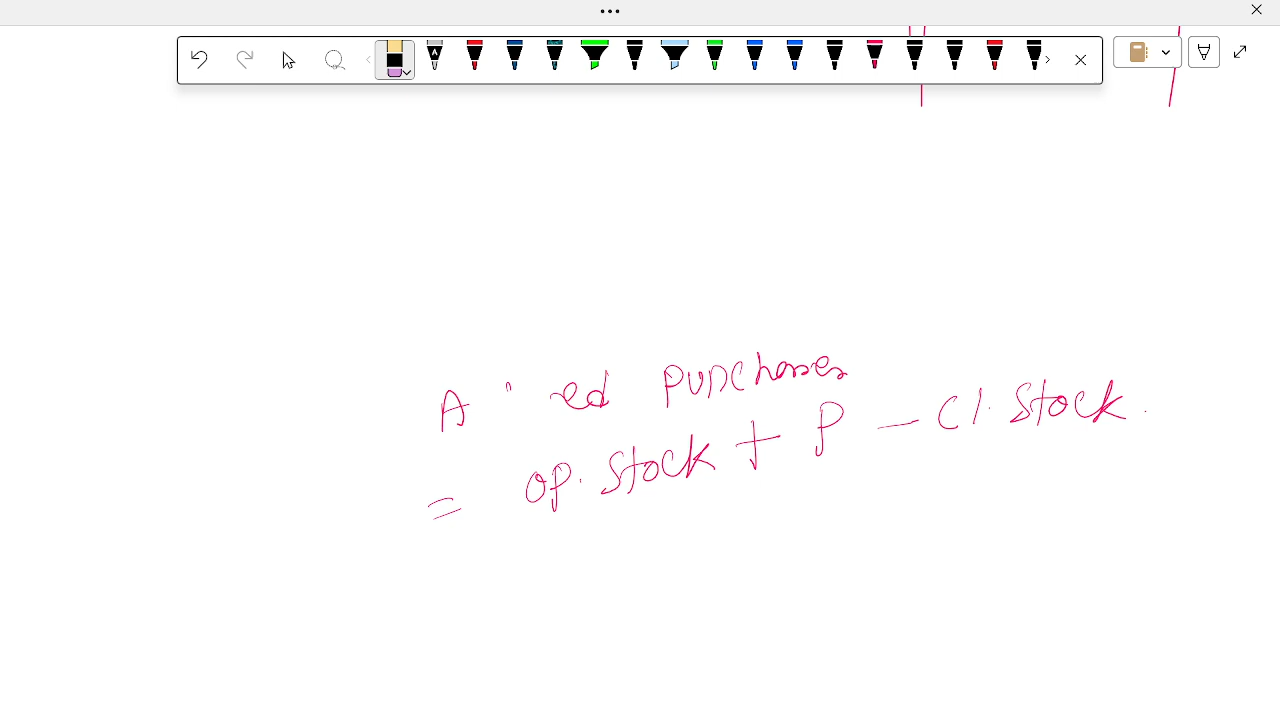 A ed purchases
= op. Stock + P - Cl. Stock.